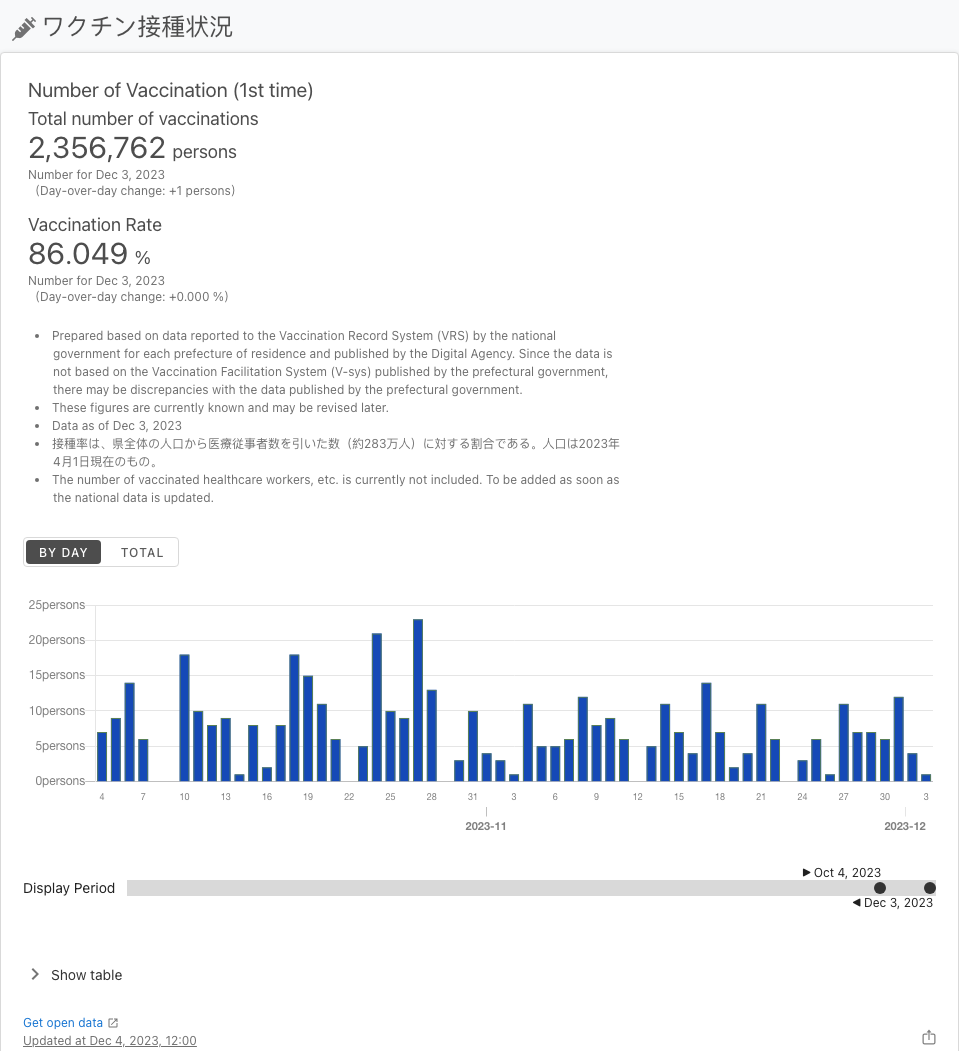 ワクチン接種状況
Number of Vaccination (1st time)
Total number of vaccinations
2,356,762 persons
Number for Dec 3, 2023
(Day-over-day change: +1 persons)
Vaccination Rate
86.049 %
Number for Dec 3, 2023
(Day-over-day change: +0.000 %)
• Prepared based on data reported to the Vaccination Record System (VRS) by the national
government for each prefecture of residence and published by the Digital Agency. Since the data is
not based on the Vaccination Facilitation System (V-sys) published by the prefectural government,
there may be discrepancies with the data published by the prefectural government.
• These figures are currently known and may be revised later.
• Data as of Dec 3, 2023
• 接種率は、県全体の人口から医療従事者数を引いた数（約283万人）に対する割合である。人口は2023年
4月1日現在のもの。
• The number of vaccinated healthcare workers, etc. is currently not included. To be added as soon as
the national data is updated.
BY DAY TOTAL
25persons
20persons
15persons
10persons
5persons
0persons
4 7 10 13 16 19 22 25 28 31 3 6 9 12 15 18 21 24 27 30 3
2023-11 2023-12
Oct 4, 2023
Display Period
Dec 3, 2023
Show table
Get open data
Updated at Dec 4, 2023, 12:00